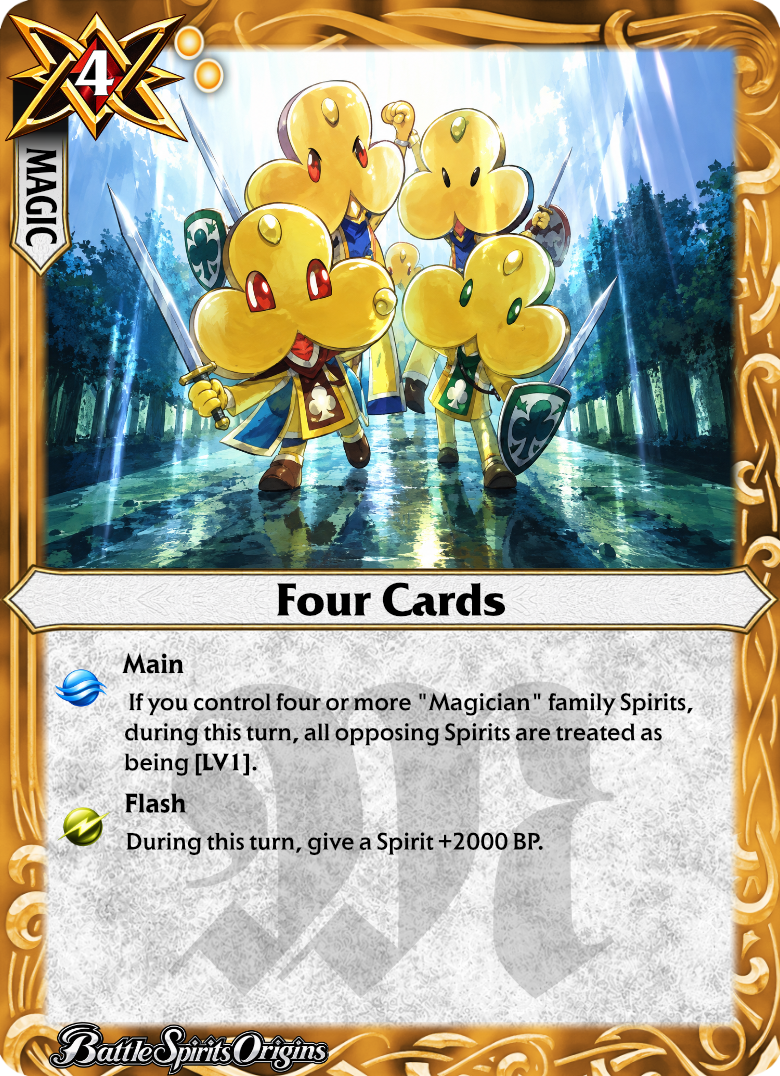 4
MAGIC
Four Cards
Main
If you control four or more "Magician" family Spirits,
during this turn, all opposing Spirits are treated as
being [LV1].
Flash
During this turn, give a Spirit +2000 BP.
Battle Spirits Origins